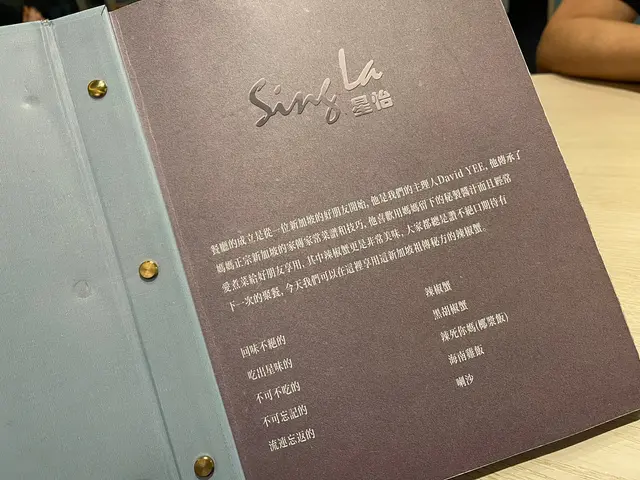 Sing La
星怡
餐廳的成立是從一位新加坡的好朋友開始, 他是我們的主理人David YEE, 他傳承了
媽媽正宗新加坡的家傳家常菜譜和技巧, 他喜歡用媽媽留下的秘製醬汁而且輕常
愛煮菜給好朋友享用, 其中辣椒蟹更是非常美味, 大家都總是讚不絕口期待有
下一次的聚餐, 今天我們可以在這裡享用這新加坡祖傳秘方的辣椒蟹。
回味不絕的 辣椒蟹
吃出星味的 黑胡椒蟹
不可不吃的 辣死你媽(椰漿飯)
不可忘記的 海南雞飯
流連忘返的 喇沙